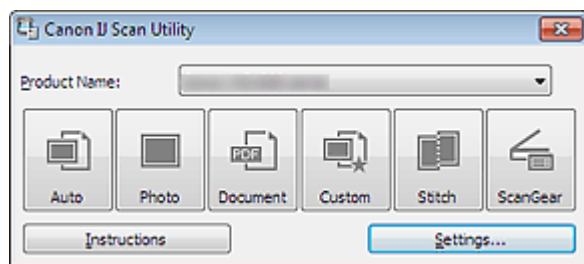 Canon IJ Scan Utility
Product Name:
PDF
Auto Photo Document Custom Stitch ScanGear
Instructions Settings...